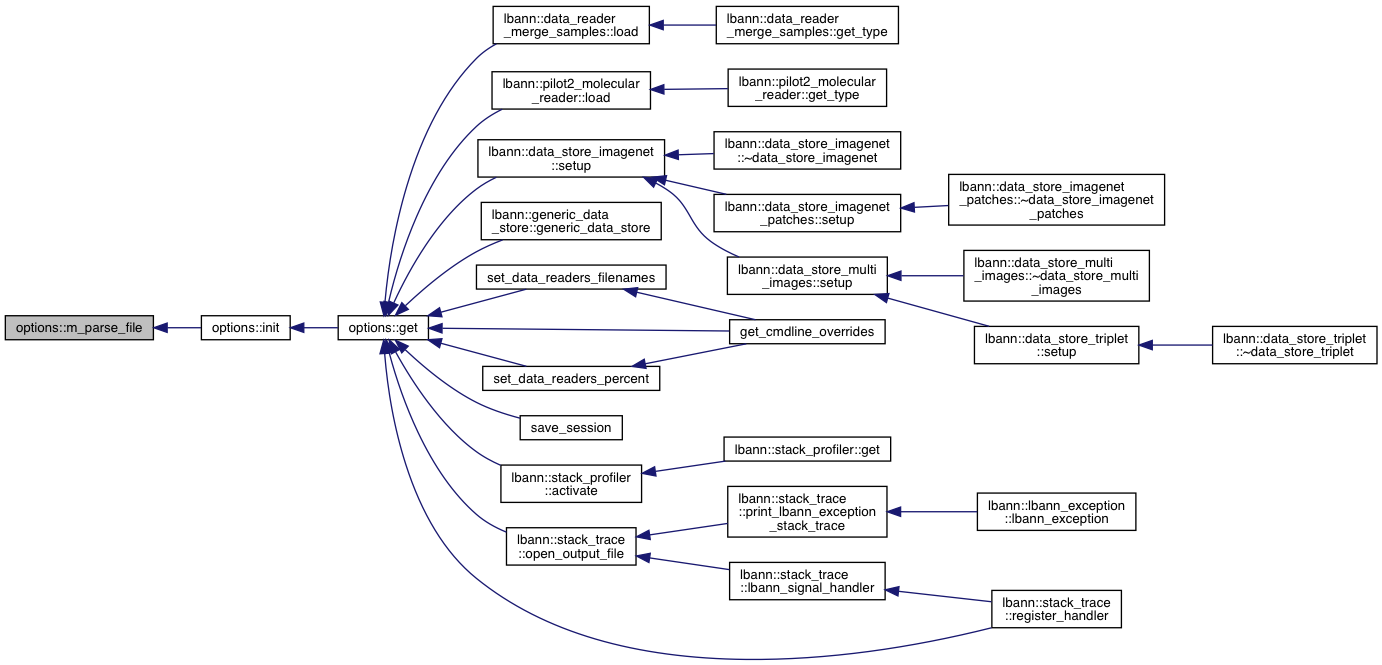 lbann::data_reader
_merge_samples::load
lbann::data_reader
_merge_samples::get_type
lbann::pilot2_molecular
_reader::load
lbann::pilot2_molecular
_reader::get_type
lbann::data_store_imagenet
::setup
lbann::data_store_imagenet
::~data_store_imagenet
lbann::data_store_imagenet
_patches::setup
lbann::data_store_imagenet
_patches::~data_store_imagenet
_patches
lbann::generic_data
_store::generic_data_store
lbann::data_store_multi
_images::setup
lbann::data_store_multi
_images::~data_store_multi
_images
set_data_readers_filenames
options::m_parse_file
options::init
options::get
get_cmdline_overrides
lbann::data_store_triplet
::setup
lbann::data_store_triplet
::~data_store_triplet
set_data_readers_percent
save_session
lbann::stack_profiler
::activate
lbann::stack_profiler::get
lbann::stack_trace
::open_output_file
lbann::stack_trace
::print_lbann_exception
_stack_trace
lbann::lbann_exception
::lbann_exception
lbann::stack_trace
::lbann_signal_handler
lbann::stack_trace
::register_handler